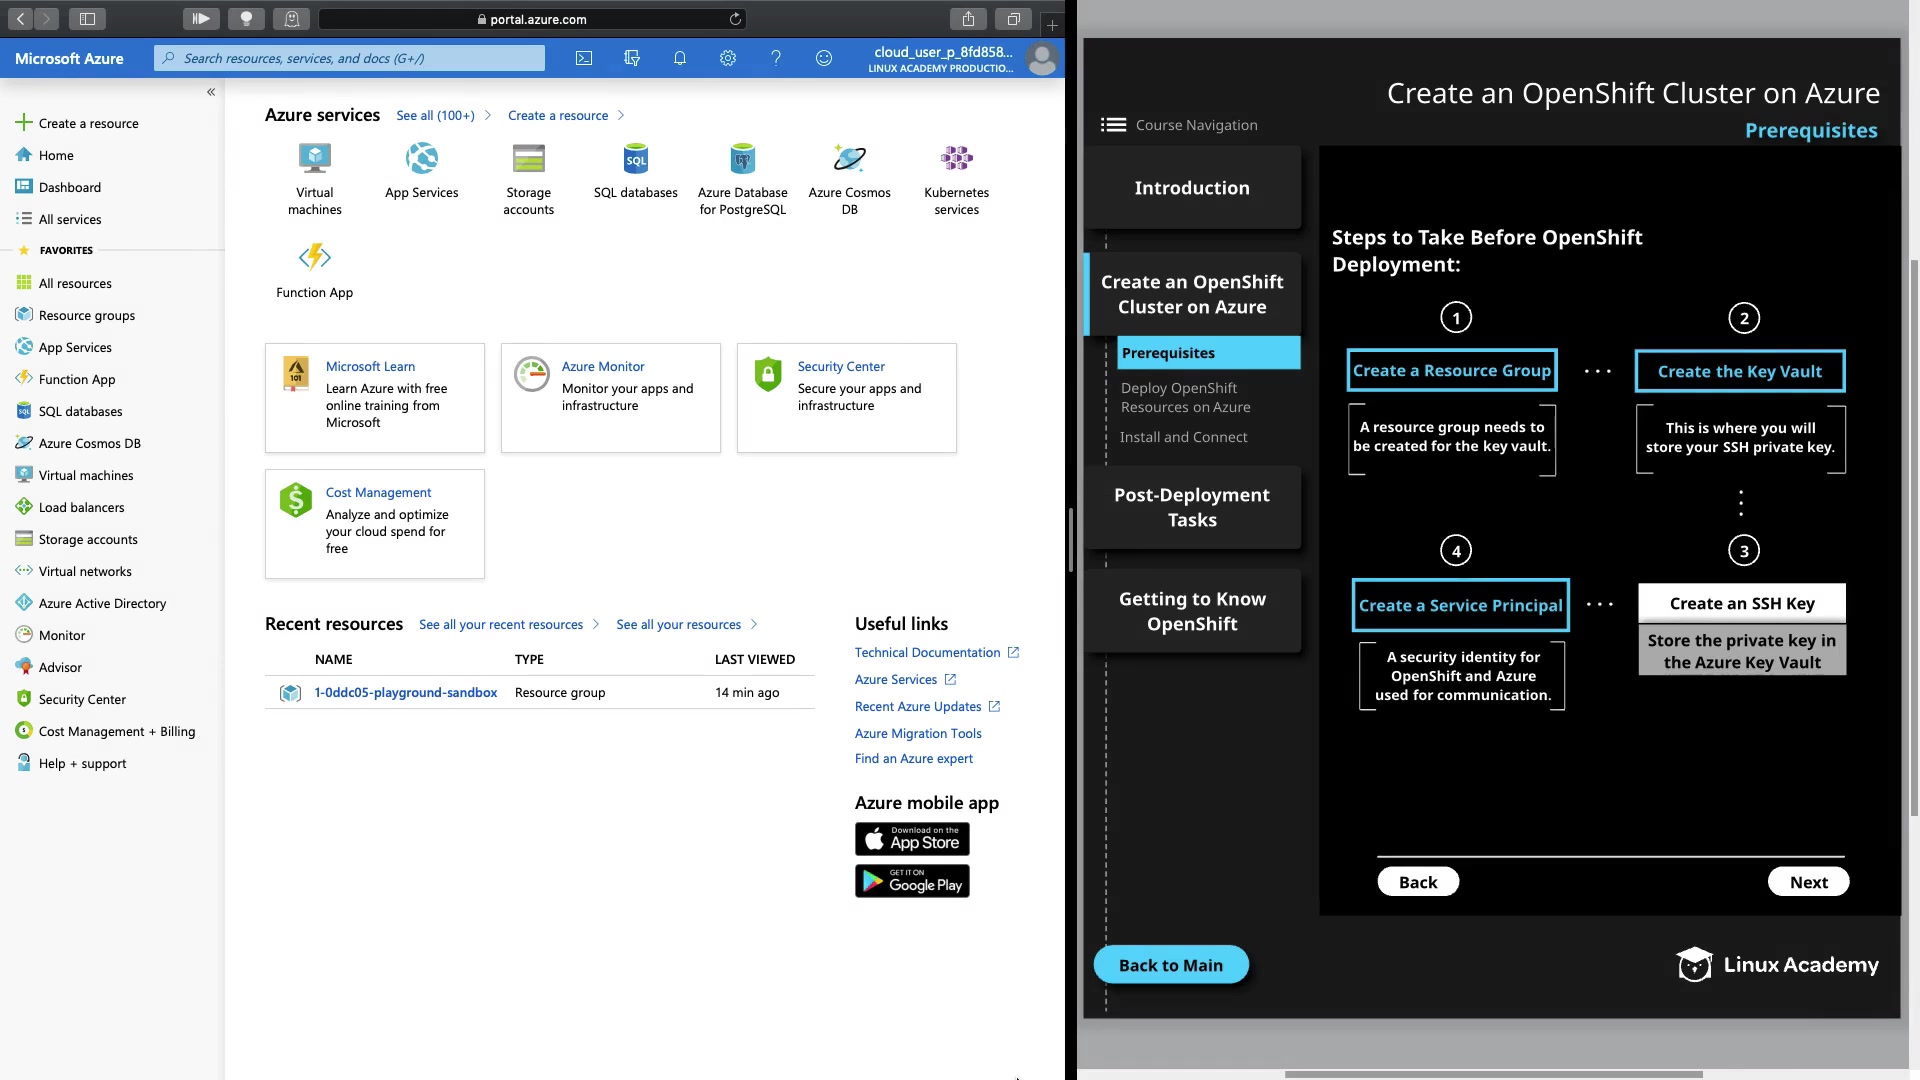 portal.azure.com
Microsoft Azure
Search resources, services, and docs (G+/)
cloud_user_p_8fd858...
LINUX ACADEMY PRODUCTIO...
Create a resource
Home
Dashboard
All services
FAVORITES
All resources
Resource groups
App Services
Function App
SQL databases
Azure Cosmos DB
Virtual machines
Load balancers
Storage accounts
Virtual networks
Azure Active Directory
Monitor
Advisor
Security Center
Cost Management + Billing
Help + support
Azure services
See all (100+)
Create a resource
Virtual
machines
App Services
Storage
accounts
SQL
SQL databases
Azure Database
for PostgreSQL
Azure Cosmos
DB
Kubernetes
services
Function App
101
Microsoft Learn
Learn Azure with free
online training from
Microsoft
Azure Monitor
Monitor your apps and
infrastructure
Security Center
Secure your apps and
infrastructure
Cost Management
Analyze and optimize
your cloud spend for
free
Recent resources
See all your recent resources
See all your resources
NAME
TYPE
LAST VIEWED
1-0ddc05-playground-sandbox
Resource group
14 min ago
Useful links
Technical Documentation
Azure Services
Recent Azure Updates
Azure Migration Tools
Find an Azure expert
Azure mobile app
Download on the
App Store
GET IT ON
Google Play
Create an OpenShift Cluster on Azure
Prerequisites
Course Navigation
Introduction
Create an OpenShift
Cluster on Azure
Prerequisites
Deploy OpenShift
Resources on Azure
Install and Connect
Post-Deployment
Tasks
Getting to Know
OpenShift
Back to Main
Steps to Take Before OpenShift
Deployment:
1
Create a Resource Group
A resource group needs to
be created for the key vault.
2
Create the Key Vault
This is where you will
store your SSH private key.
3
Create an SSH Key
Store the private key in
the Azure Key Vault
4
Create a Service Principal
A security identity for
OpenShift and Azure
used for communication.
Back
Next
Linux Academy